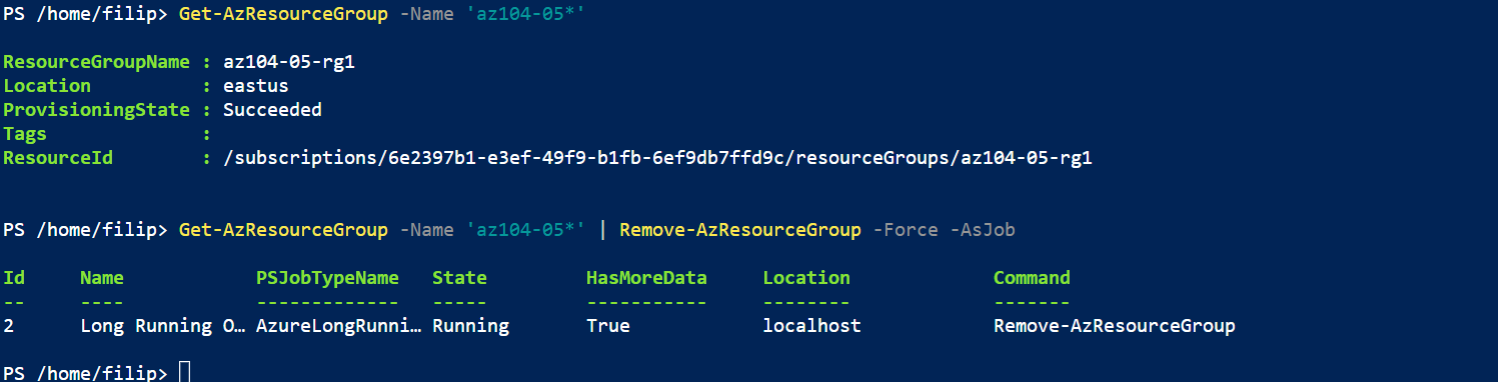 PS /home/filip> Get-AzResourceGroup -Name 'az104-05*'
ResourceGroupName : az104-05-rg1
Location          : eastus
ProvisioningState : Succeeded
Tags              :
ResourceId        : /subscriptions/6e2397b1-e3ef-49f9-b1fb-6ef9db7ffd9c/resourceGroups/az104-05-rg1
PS /home/filip> Get-AzResourceGroup -Name 'az104-05*' | Remove-AzResourceGroup -Force -AsJob
Id     Name            PSJobTypeName   State         HasMoreData     Location             Command
--     ----            -------------   -----         -----------     --------             -------
2      Long Running O… AzureLongRunni… Running       True            localhost            Remove-AzResourceGroup
PS /home/filip>